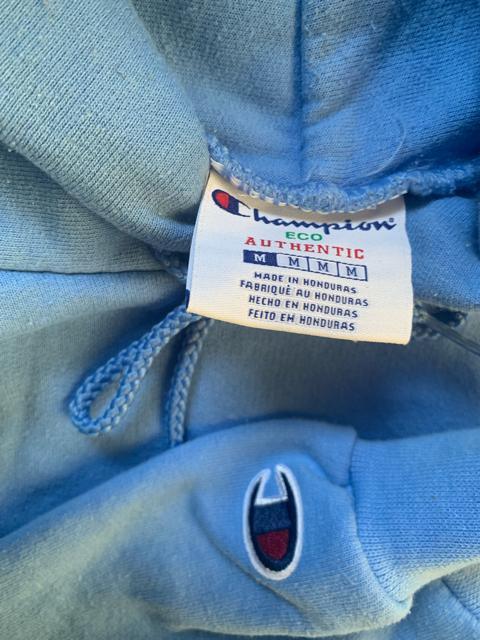 Champion
ECO
AUTHENTIC
M M M M
MADE IN HONDURAS
FABRIQUÉ AU HONDURAS
HECHO EN HONDURAS
FEITO EM HONDURAS